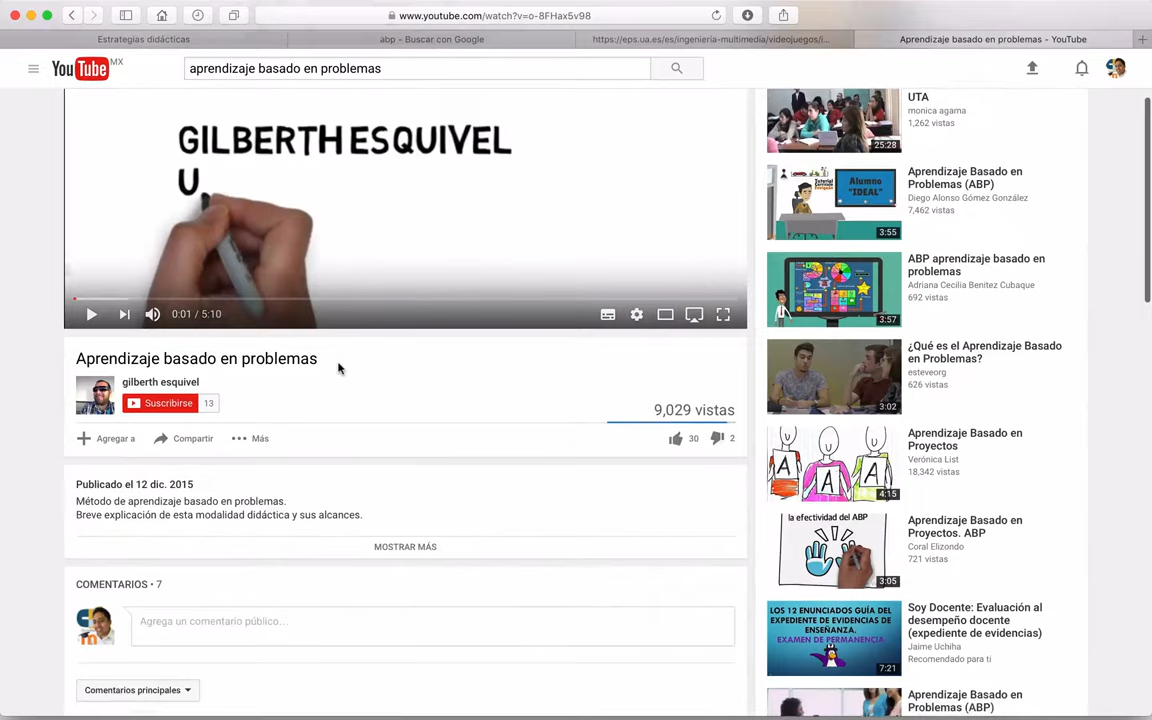 www.youtube.com/watch?v=o-8FHax5v98
Estrategias didácticas
abp - Buscar con Google
https://eps.ua.es/es/ingenieria-multimedia/videojuegos/i...
Aprendizaje basado en problemas - YouTube
YouTube MX
aprendizaje basado en problemas
GILBERTH ESQUIVEL
U.
0:01 / 5:10
Aprendizaje basado en problemas
gilberth esquivel
Suscribirse 13
9,029 vistas
Agregar a Compartir Más
30 2
Publicado el 12 dic. 2015
Método de aprendizaje basado en problemas.
Breve explicación de esta modalidad didáctica y sus alcances.
MOSTRAR MÁS
COMENTARIOS • 7
Agrega un comentario público...
Comentarios principales
UTA
monica agama
1,262 vistas
25:28
Aprendizaje Basado en
Problemas (ABP)
Diego Alonso Gómez González
7,462 vistas
Alumno
"IDEAL"
3:55
ABP aprendizaje basado en
problemas
Adriana Cecilia Benitez Cubaque
692 vistas
3:57
¿Qué es el Aprendizaje Basado
en Problemas?
esteveorg
626 vistas
3:02
Aprendizaje Basado en
Proyectos
Verónica List
18,342 vistas
A A A
4:15
Aprendizaje Basado en
Proyectos. ABP
Coral Elizondo
721 vistas
la efectividad del ABP
3:05
Soy Docente: Evaluación al
desempeño docente
(expediente de evidencias)
Jaime Uchiha
Recomendado para ti
LOS 12 ENUNCIADOS GUÍA DEL
EXPEDIENTE DE EVIDENCIAS DE
ENSEÑANZA.
EXAMEN DE PERMANENCIA
7:21
Aprendizaje Basado en
Problemas (ABP)